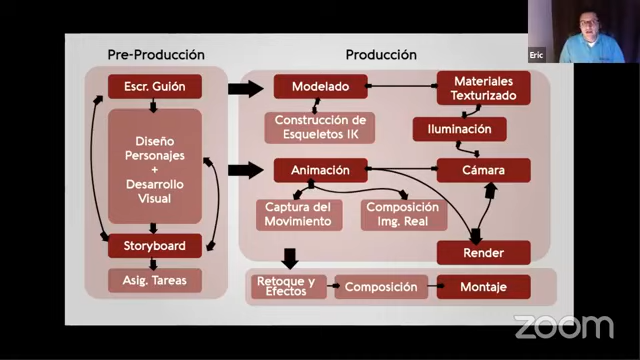 Pre-Producción
Escr. Guión
Diseño
Personajes
+
Desarrollo
Visual
Storyboard
Asig. Tareas
Producción
Modelado
Materiales
Texturizado
Construcción de
Esqueletos IK
Iluminación
Animación
Cámara
Captura del
Movimiento
Composición
Img. Real
Render
Retoque y
Efectos
Composición
Montaje
Eric
zoom